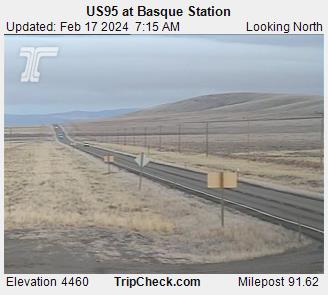 US95 at Basque Station
Updated: Feb 17 2024 7:15 AM Looking North
Elevation 4460 TripCheck.com Milepost 91.62